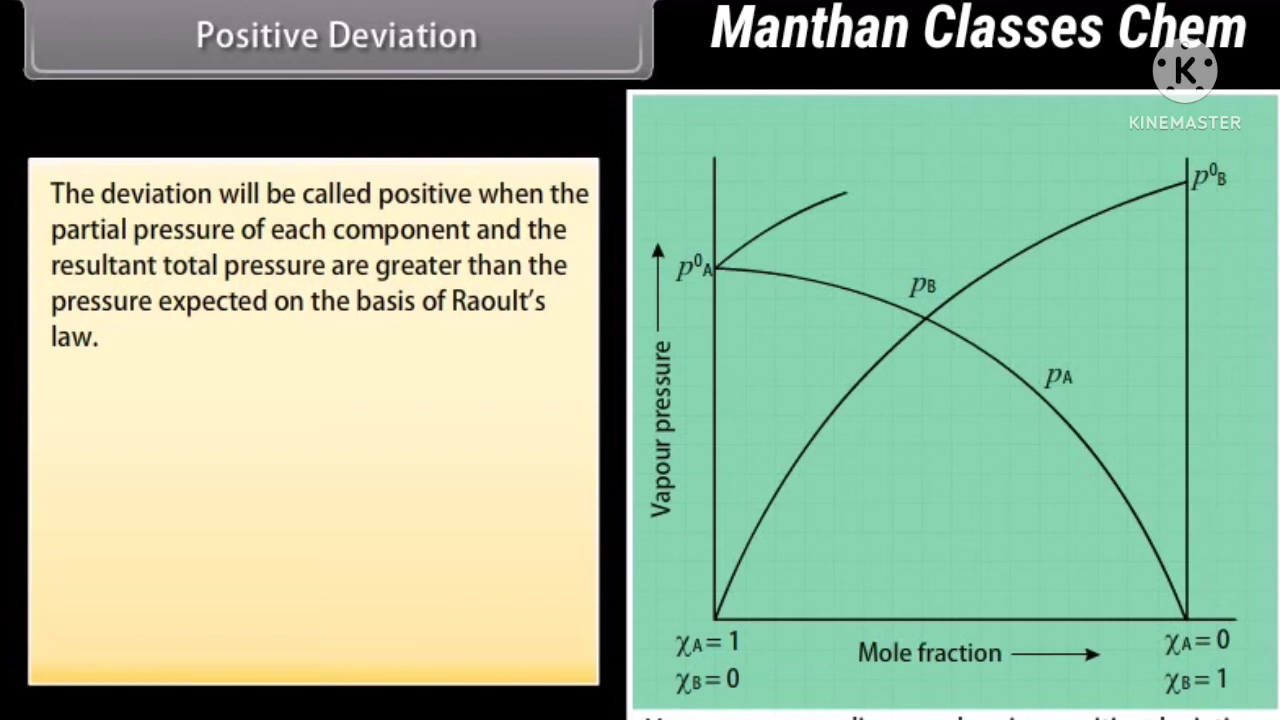 Positive Deviation
Manthan Classes Chem
K
KINEMASTER
The deviation will be called positive when the
partial pressure of each component and the
resultant total pressure are greater than the
pressure expected on the basis of Raoult's
law.
p⁰B
p⁰A
pB
pA
Vapour pressure
χA = 1
χB = 0
Mole fraction
χA = 0
χB = 1